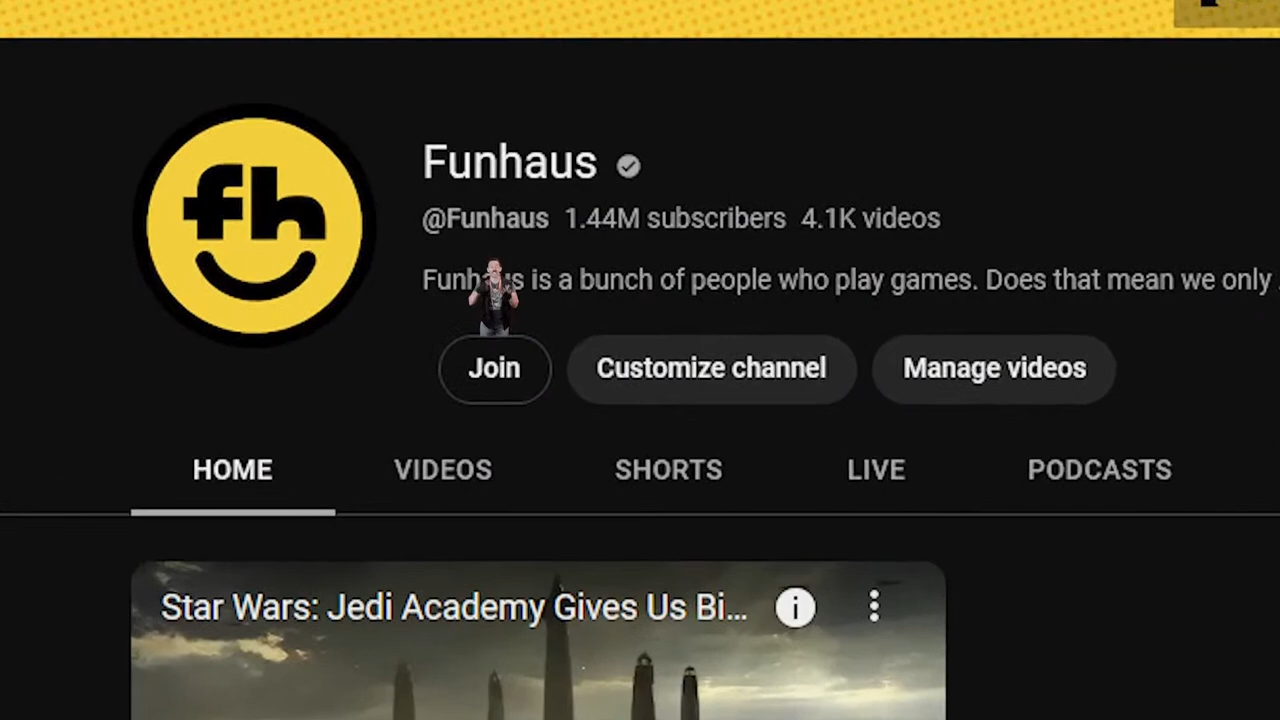 fh
Funhaus
@Funhaus 1.44M subscribers 4.1K videos
is a bunch of people who play games. Does that mean we only
Join Customize channel Manage videos
HOME VIDEOS SHORTS LIVE PODCASTS
Star Wars: Jedi Academy Gives Us Bi...